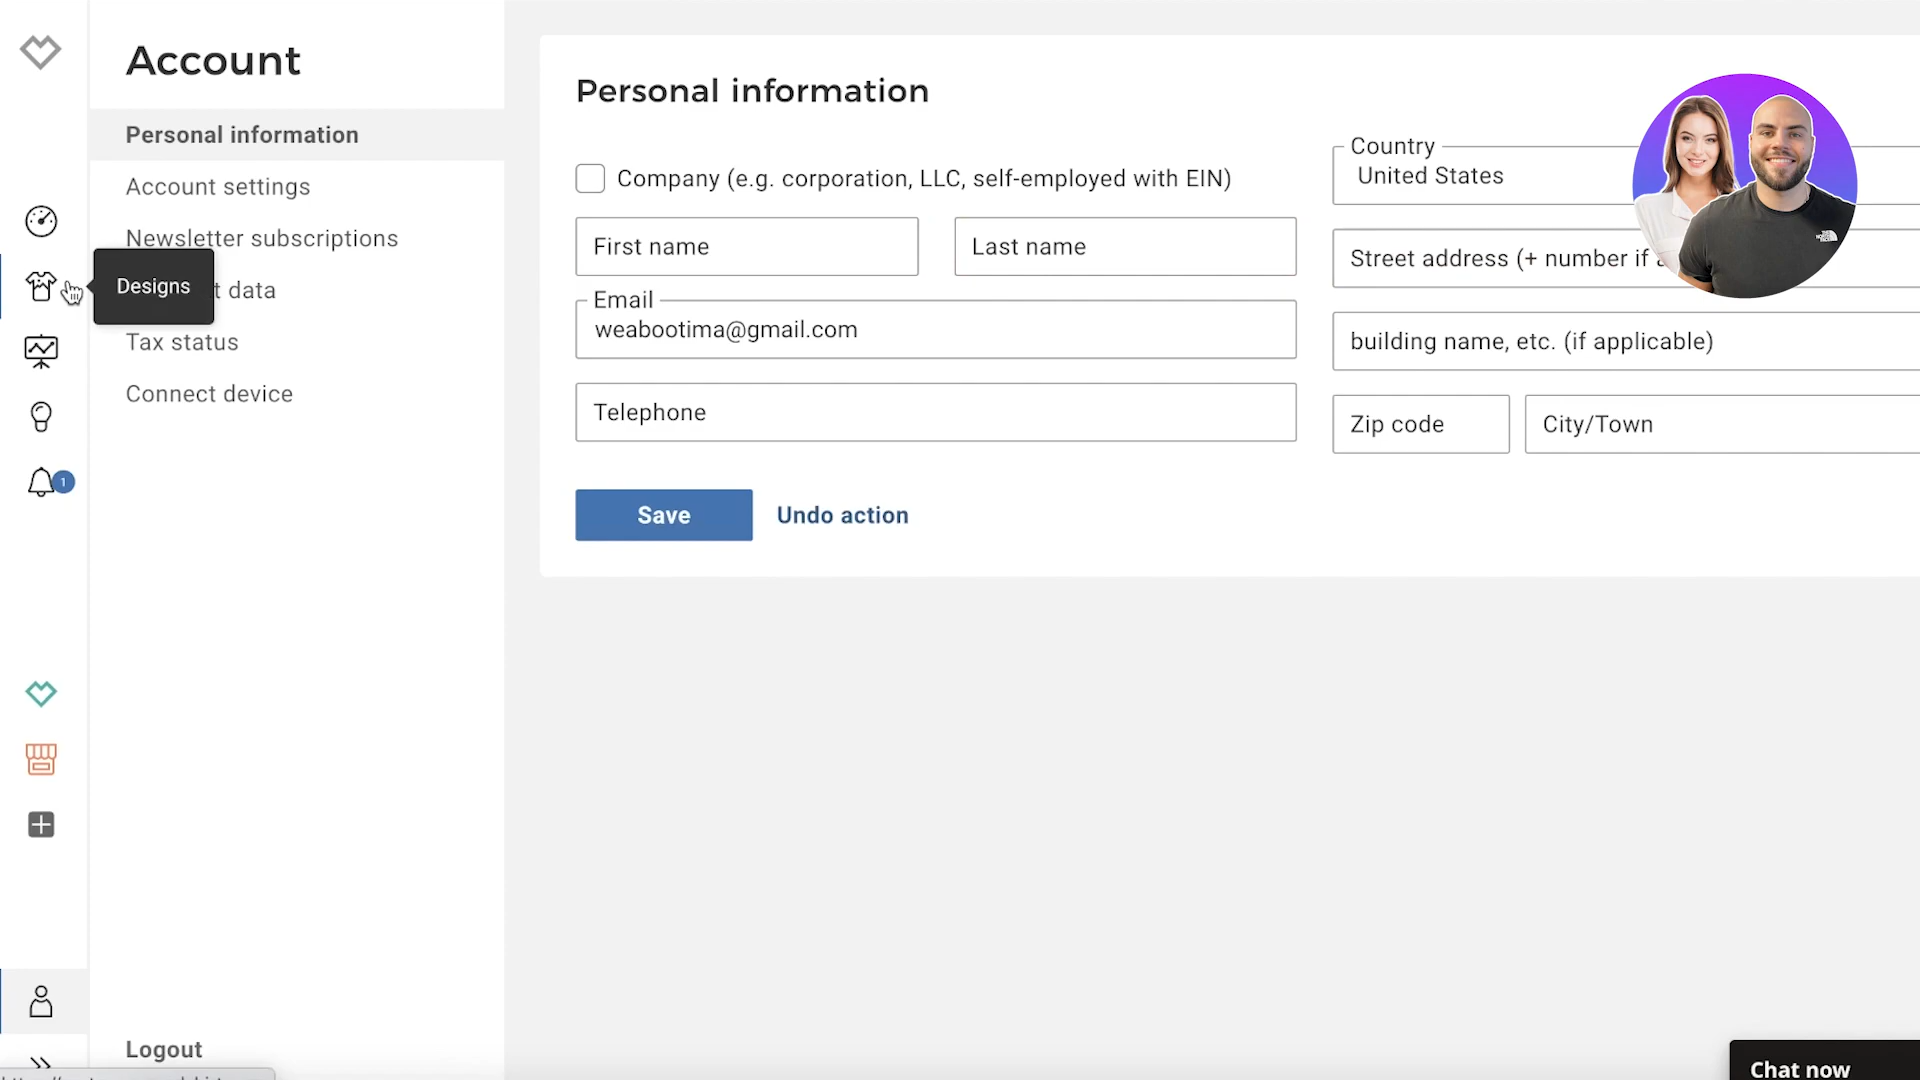 Account
Personal information
Account settings
Newsletter subscriptions
Designs
t data
Tax status
Connect device
1
Logout
Personal information
Company (e.g. corporation, LLC, self-employed with EIN)
First name
Last name
Email
weabootima@gmail.com
Telephone
Save
Undo action
Country
United States
Street address (+ number if a
building name, etc. (if applicable)
Zip code
City/Town
Chat now